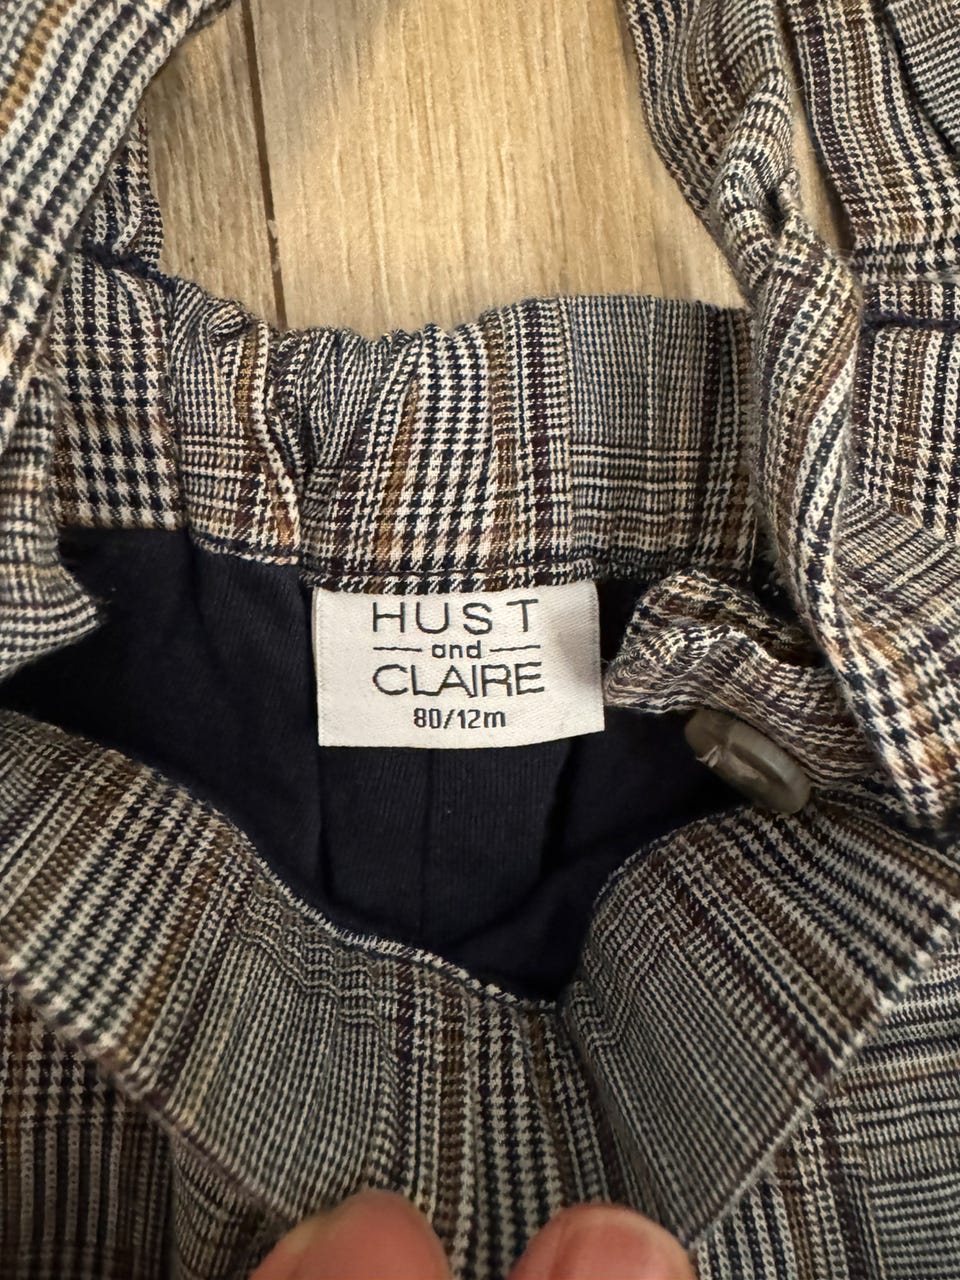 HUST
and
CLAIRE
80/12m